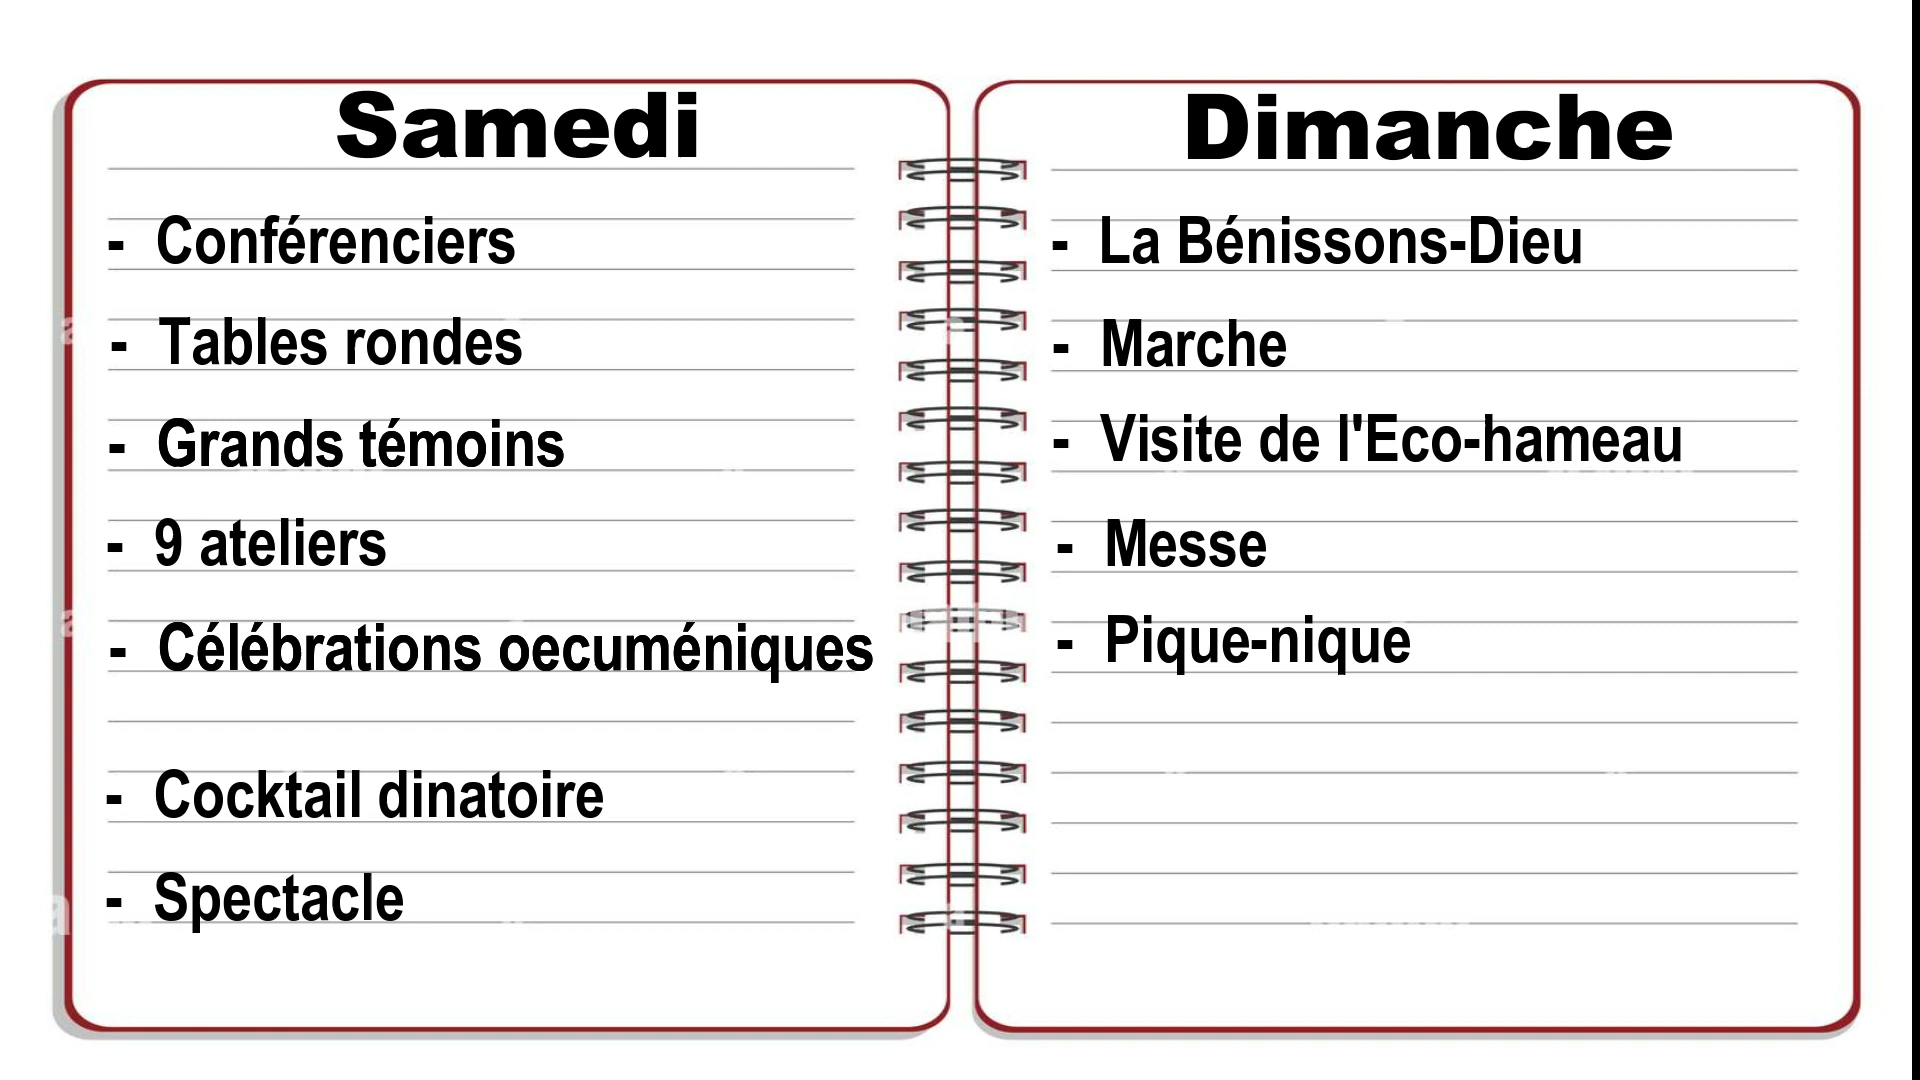 Samedi
- Conférenciers
- Tables rondes
- Grands témoins
- 9 ateliers
- Célébrations oecuméniques
- Cocktail dinatoire
- Spectacle
Dimanche
- La Bénissons-Dieu
- Marche
- Visite de l'Eco-hameau
- Messe
- Pique-nique